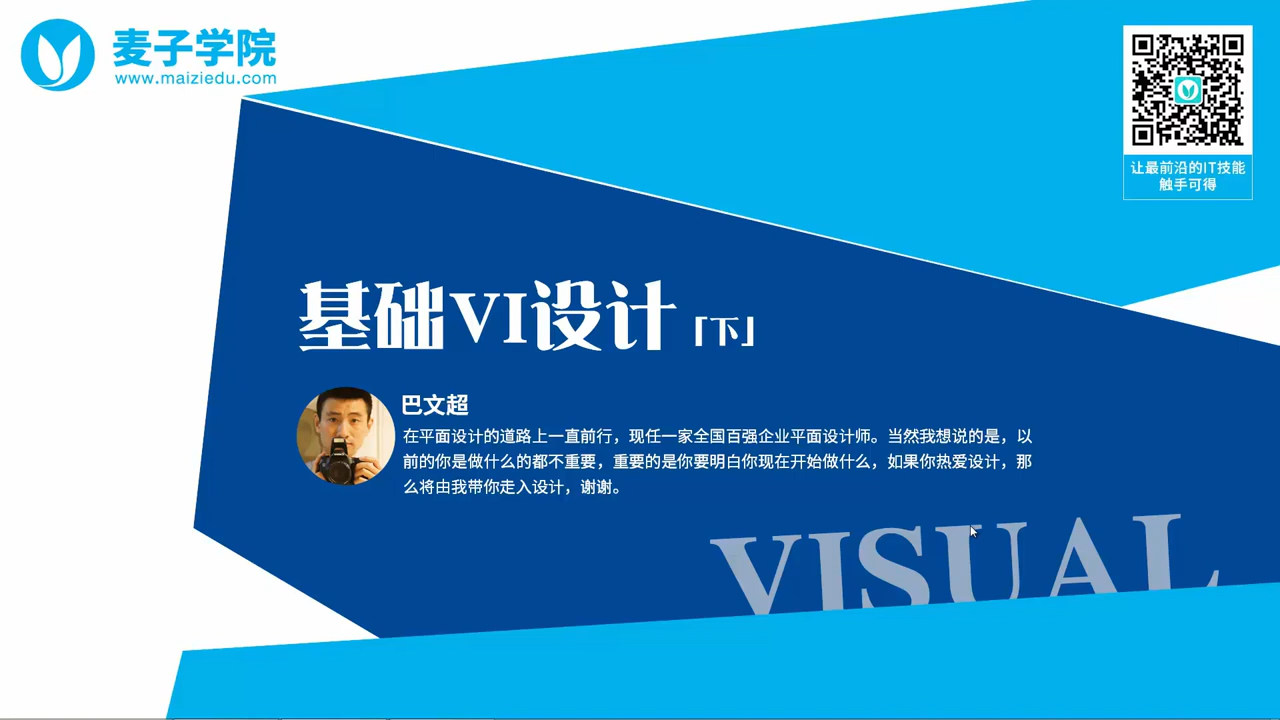 麦子学院
www.maiziedu.com
让最前沿的IT技能
触手可得
基础VI设计「下」
巴文超
在平面设计的道路上一直前行，现任一家全国百强企业平面设计师。当然我想说的是，以
前的你是做什么的都不重要，重要的是你要明白你现在开始做什么，如果你热爱设计，那
么将由我带你走入设计，谢谢。
VISUAL